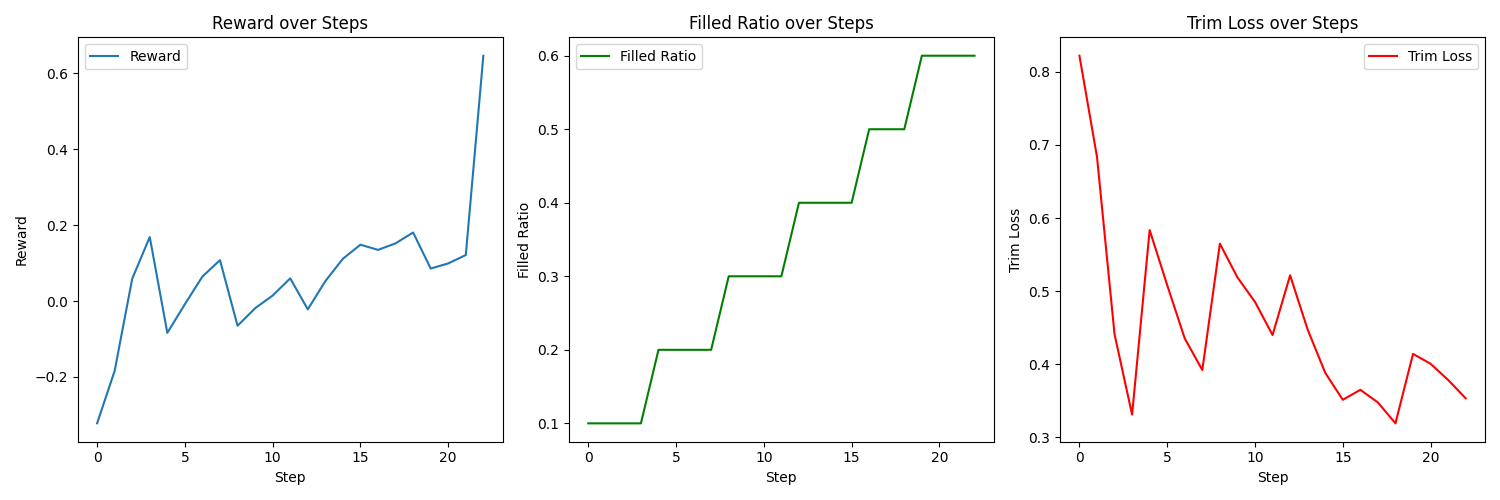 Reward over Steps
Reward
0.6
0.4
0.2
0.0
−0.2
Reward
0 5 10 15 20
Step
Filled Ratio over Steps
Filled Ratio
0.6
0.5
0.4
0.3
0.2
0.1
Filled Ratio
0 5 10 15 20
Step
Trim Loss over Steps
Trim Loss
0.8
0.7
0.6
0.5
0.4
0.3
Trim Loss
0 5 10 15 20
Step